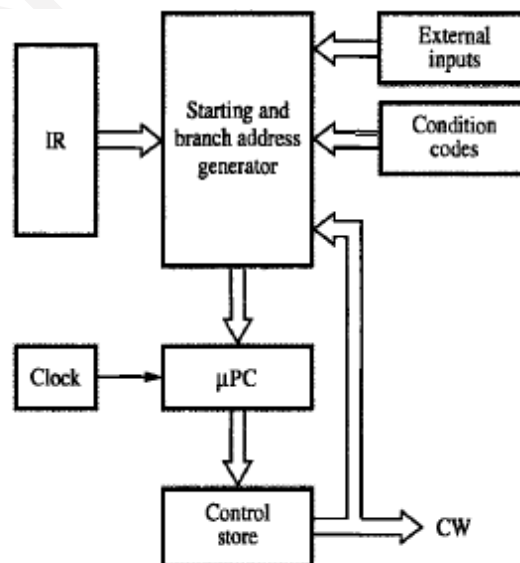 External
inputs
IR
Starting and
branch address
generator
Condition
codes
Clock
μPC
Control
store
CW